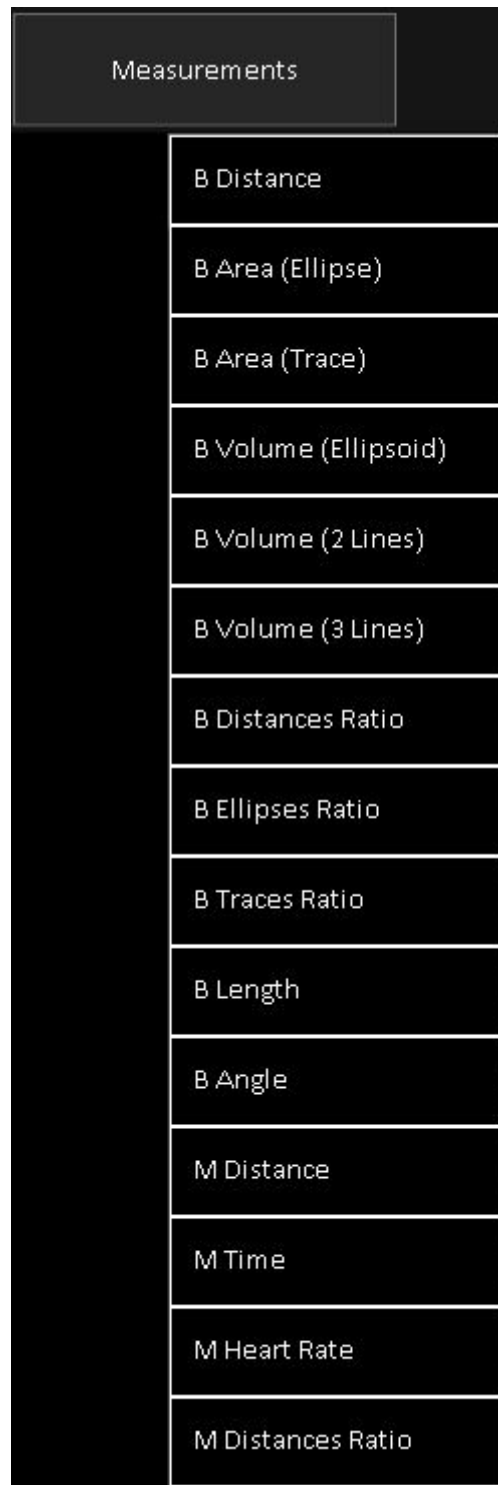 Measurements
B Distance
B Area (Ellipse)
B Area (Trace)
B Volume (Ellipsoid)
B Volume (2 Lines)
B Volume (3 Lines)
B Distances Ratio
B Ellipses Ratio
B Traces Ratio
B Length
B Angle
M Distance
M Time
M Heart Rate
M Distances Ratio